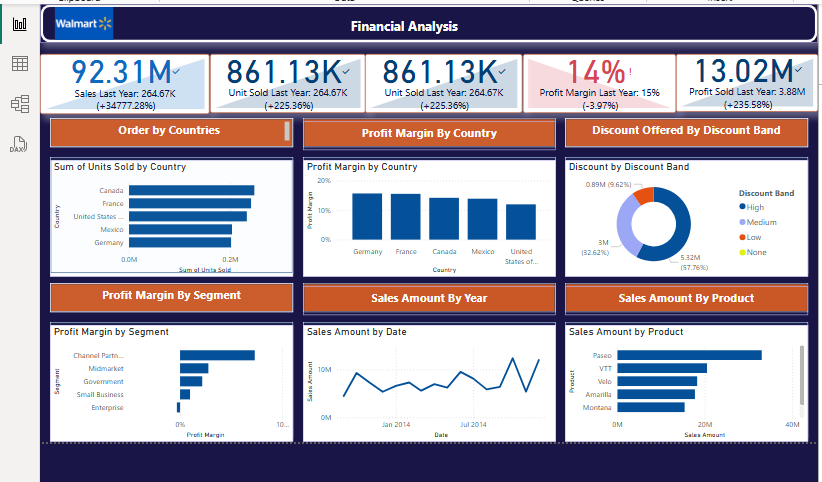 Walmart
Financial Analysis
92.31M
Sales Last Year: 264.67K
(+34777.28%)
861.13K
Unit Sold Last Year: 264.67K
(+225.36%)
861.13K
Unit Sold Last Year: 264.67K
(+225.36%)
14%!
Profit Margin Last Year: 15%
(-3.97%)
13.02M
Profit Sold Last Year: 3.88M
(+235.58%)
Order by Countries
Profit Margin By Country
Discount Offered By Discount Band
Sum of Units Sold by Country
Country
Canada
France
United States ...
Mexico
Germany
0.0M
0.2M
Sum of Units Sold
Profit Margin by Country
Profit Margin
20%
10%
0%
Germany
France
Canada
Mexico
United
States of...
Country
Discount by Discount Band
0.89M (9.62%)
3M
(32.62%)
5.32M
(57.76%)
Discount Band
High
Medium
Low
None
Profit Margin By Segment
Sales Amount By Year
Sales Amount By Product
Profit Margin by Segment
Segment
Channel Partn...
Midmarket
Government
Small Business
Enterprise
0%
10...
Profit Margin
Sales Amount by Date
Sales Amount
10M
0M
Jan 2014
Jul 2014
Date
Sales Amount by Product
Product
Paseo
VTT
Velo
Amarilla
Montana
0M
20M
40M
Sales Amount
DAX